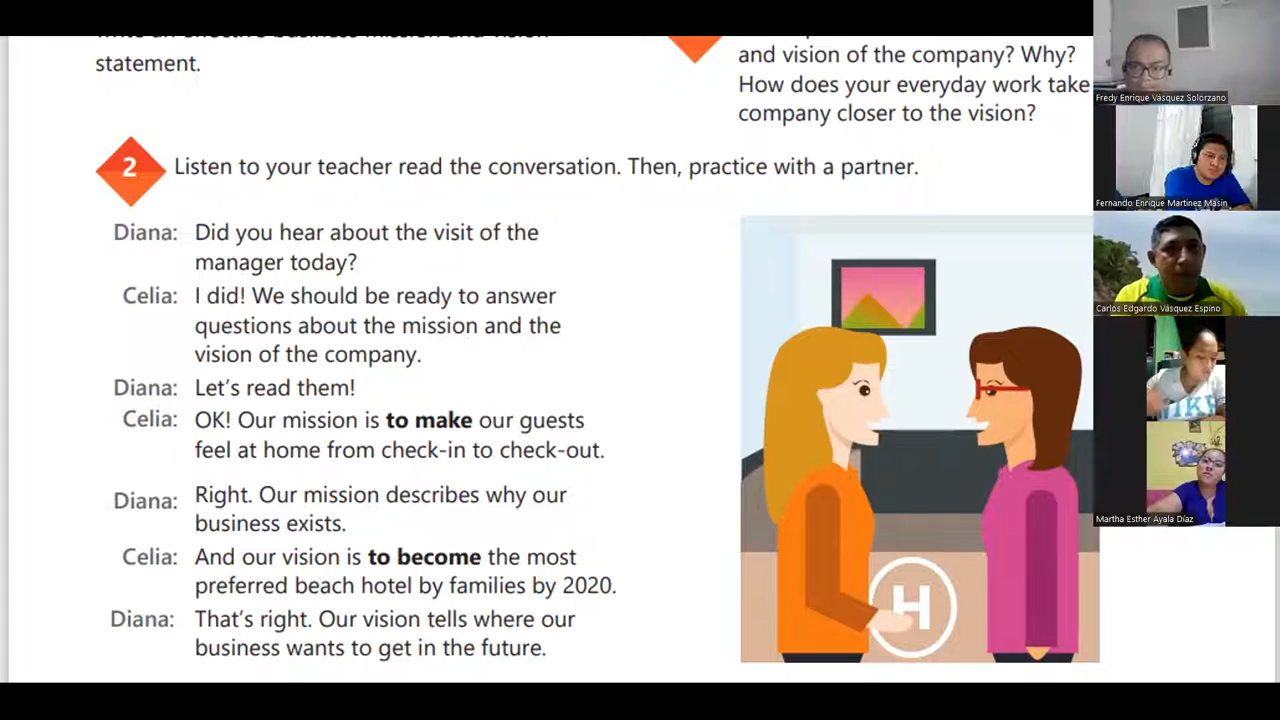 statement.
and vision of the company? Why?
How does your everyday work take
company closer to the vision?
2
Listen to your teacher read the conversation. Then, practice with a partner.
Diana: Did you hear about the visit of the
manager today?
Celia: I did! We should be ready to answer
questions about the mission and the
vision of the company.
Diana: Let's read them!
Celia: OK! Our mission is to make our guests
feel at home from check-in to check-out.
Diana: Right. Our mission describes why our
business exists.
Celia: And our vision is to become the most
preferred beach hotel by families by 2020.
Diana: That's right. Our vision tells where our
business wants to get in the future.
H
Fredy Enrique Vásquez Solorzano
Fernando Enrique Martinez Masin
Carlos Edgardo Vásquez Espino
Martha Esther Ayala Díaz